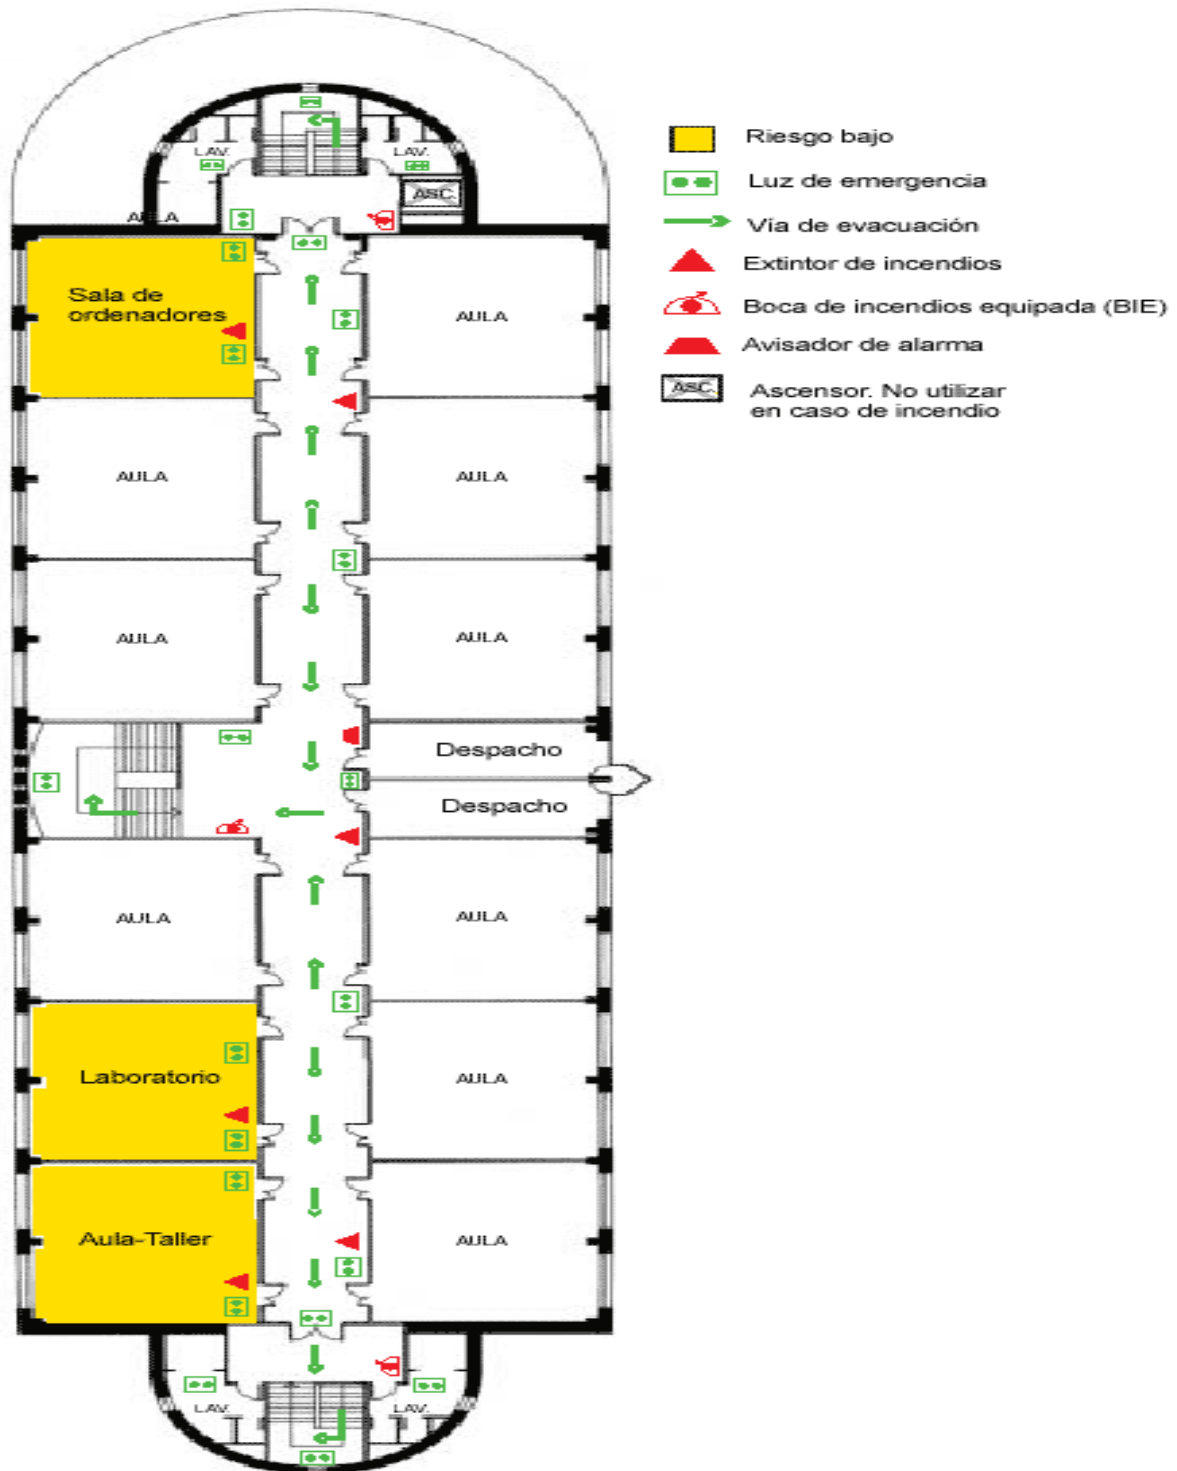 LAV.
LAV.
ASC.
AULA
Sala de
ordenadores
AULA
AULA
AULA
AULA
AULA
Despacho
Despacho
AULA
AULA
Laboratorio
AULA
Aula-Taller
AULA
LAV.
LAV.
Riesgo bajo
Luz de emergencia
Vía de evacuación
Extintor de incendios
Boca de incendios equipada (BIE)
Avisador de alarma
ASC.
Ascensor. No utilizar
en caso de incendio